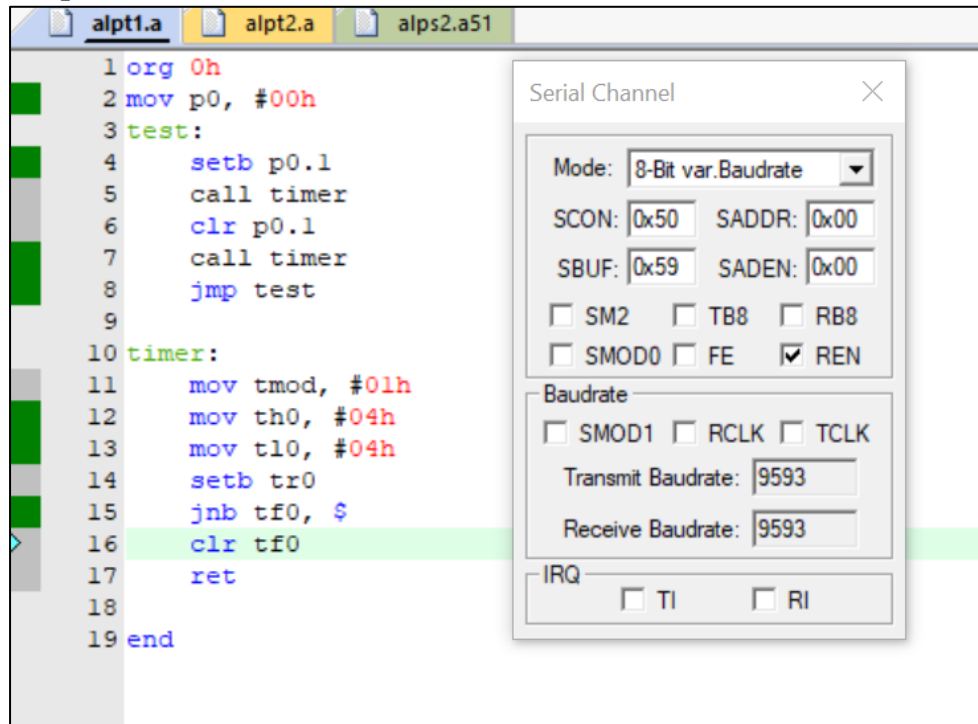 alpt1.a alpt2.a alps2.a51
1 org 0h
2 mov p0, #00h
3 test:
4 setb p0.1
5 call timer
6 clr p0.1
7 call timer
8 jmp test
9
10 timer:
11 mov tmod, #01h
12 mov th0, #04h
13 mov tl0, #04h
14 setb tr0
15 jnb tf0, $
16 clr tf0
17 ret
18
19 end
Serial Channel
Mode: 8-Bit var.Baudrate
SCON: 0x50 SADDR: 0x00
SBUF: 0x59 SADEN: 0x00
SM2 TB8 RB8
SMOD0 FE REN
Baudrate
SMOD1 RCLK TCLK
Transmit Baudrate: 9593
Receive Baudrate: 9593
IRQ
TI RI